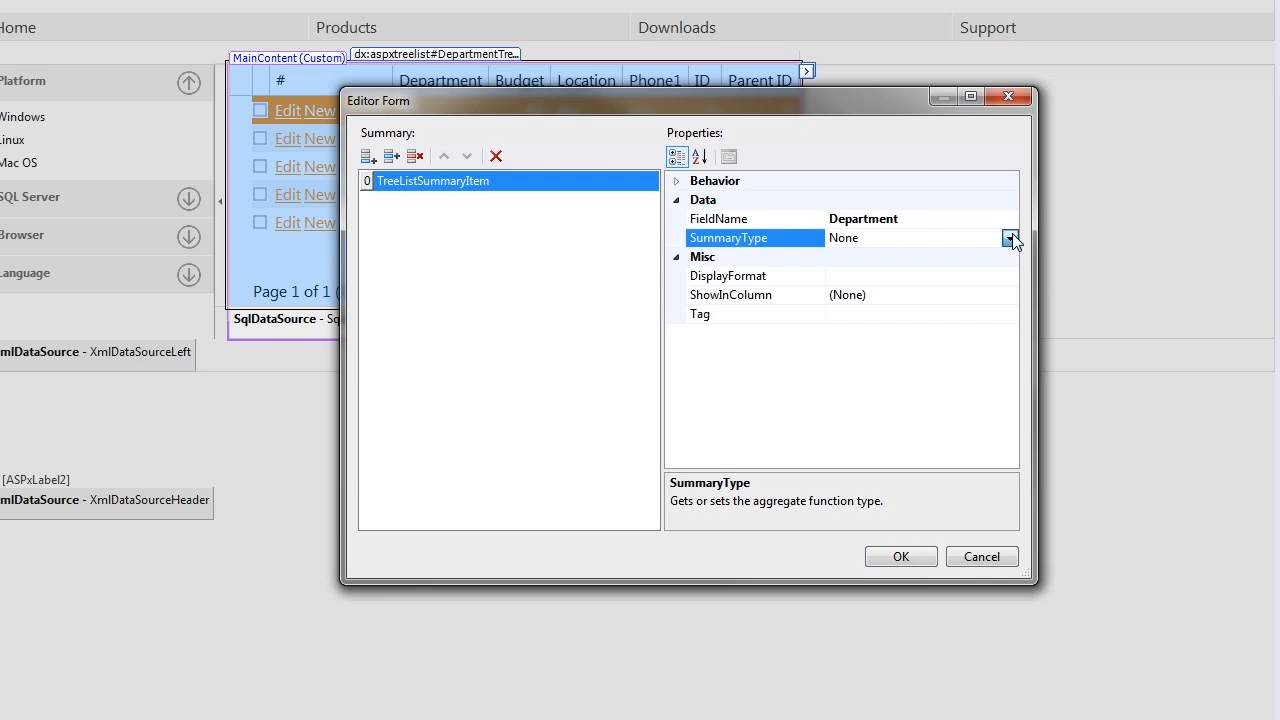 Home Products Downloads Support
MainContent (Custom) dx:aspxtreelist#DepartmentTre...
Platform
Windows
Linux
Mac OS
SQL Server
Browser
Language
# Department Budget Location Phone1 ID Parent ID
Edit New
Edit New
Edit New
Edit New
Edit New
Page 1 of 1 (
SqlDataSource - Sq
XmlDataSource - XmlDataSourceLeft
[ASPxLabel2]
XmlDataSource - XmlDataSourceHeader
Editor Form
Summary:
0 TreeListSummaryItem
Properties:
Behavior
Data
FieldName Department
SummaryType None
Misc
DisplayFormat
ShowInColumn (None)
Tag
SummaryType
Gets or sets the aggregate function type.
OK Cancel